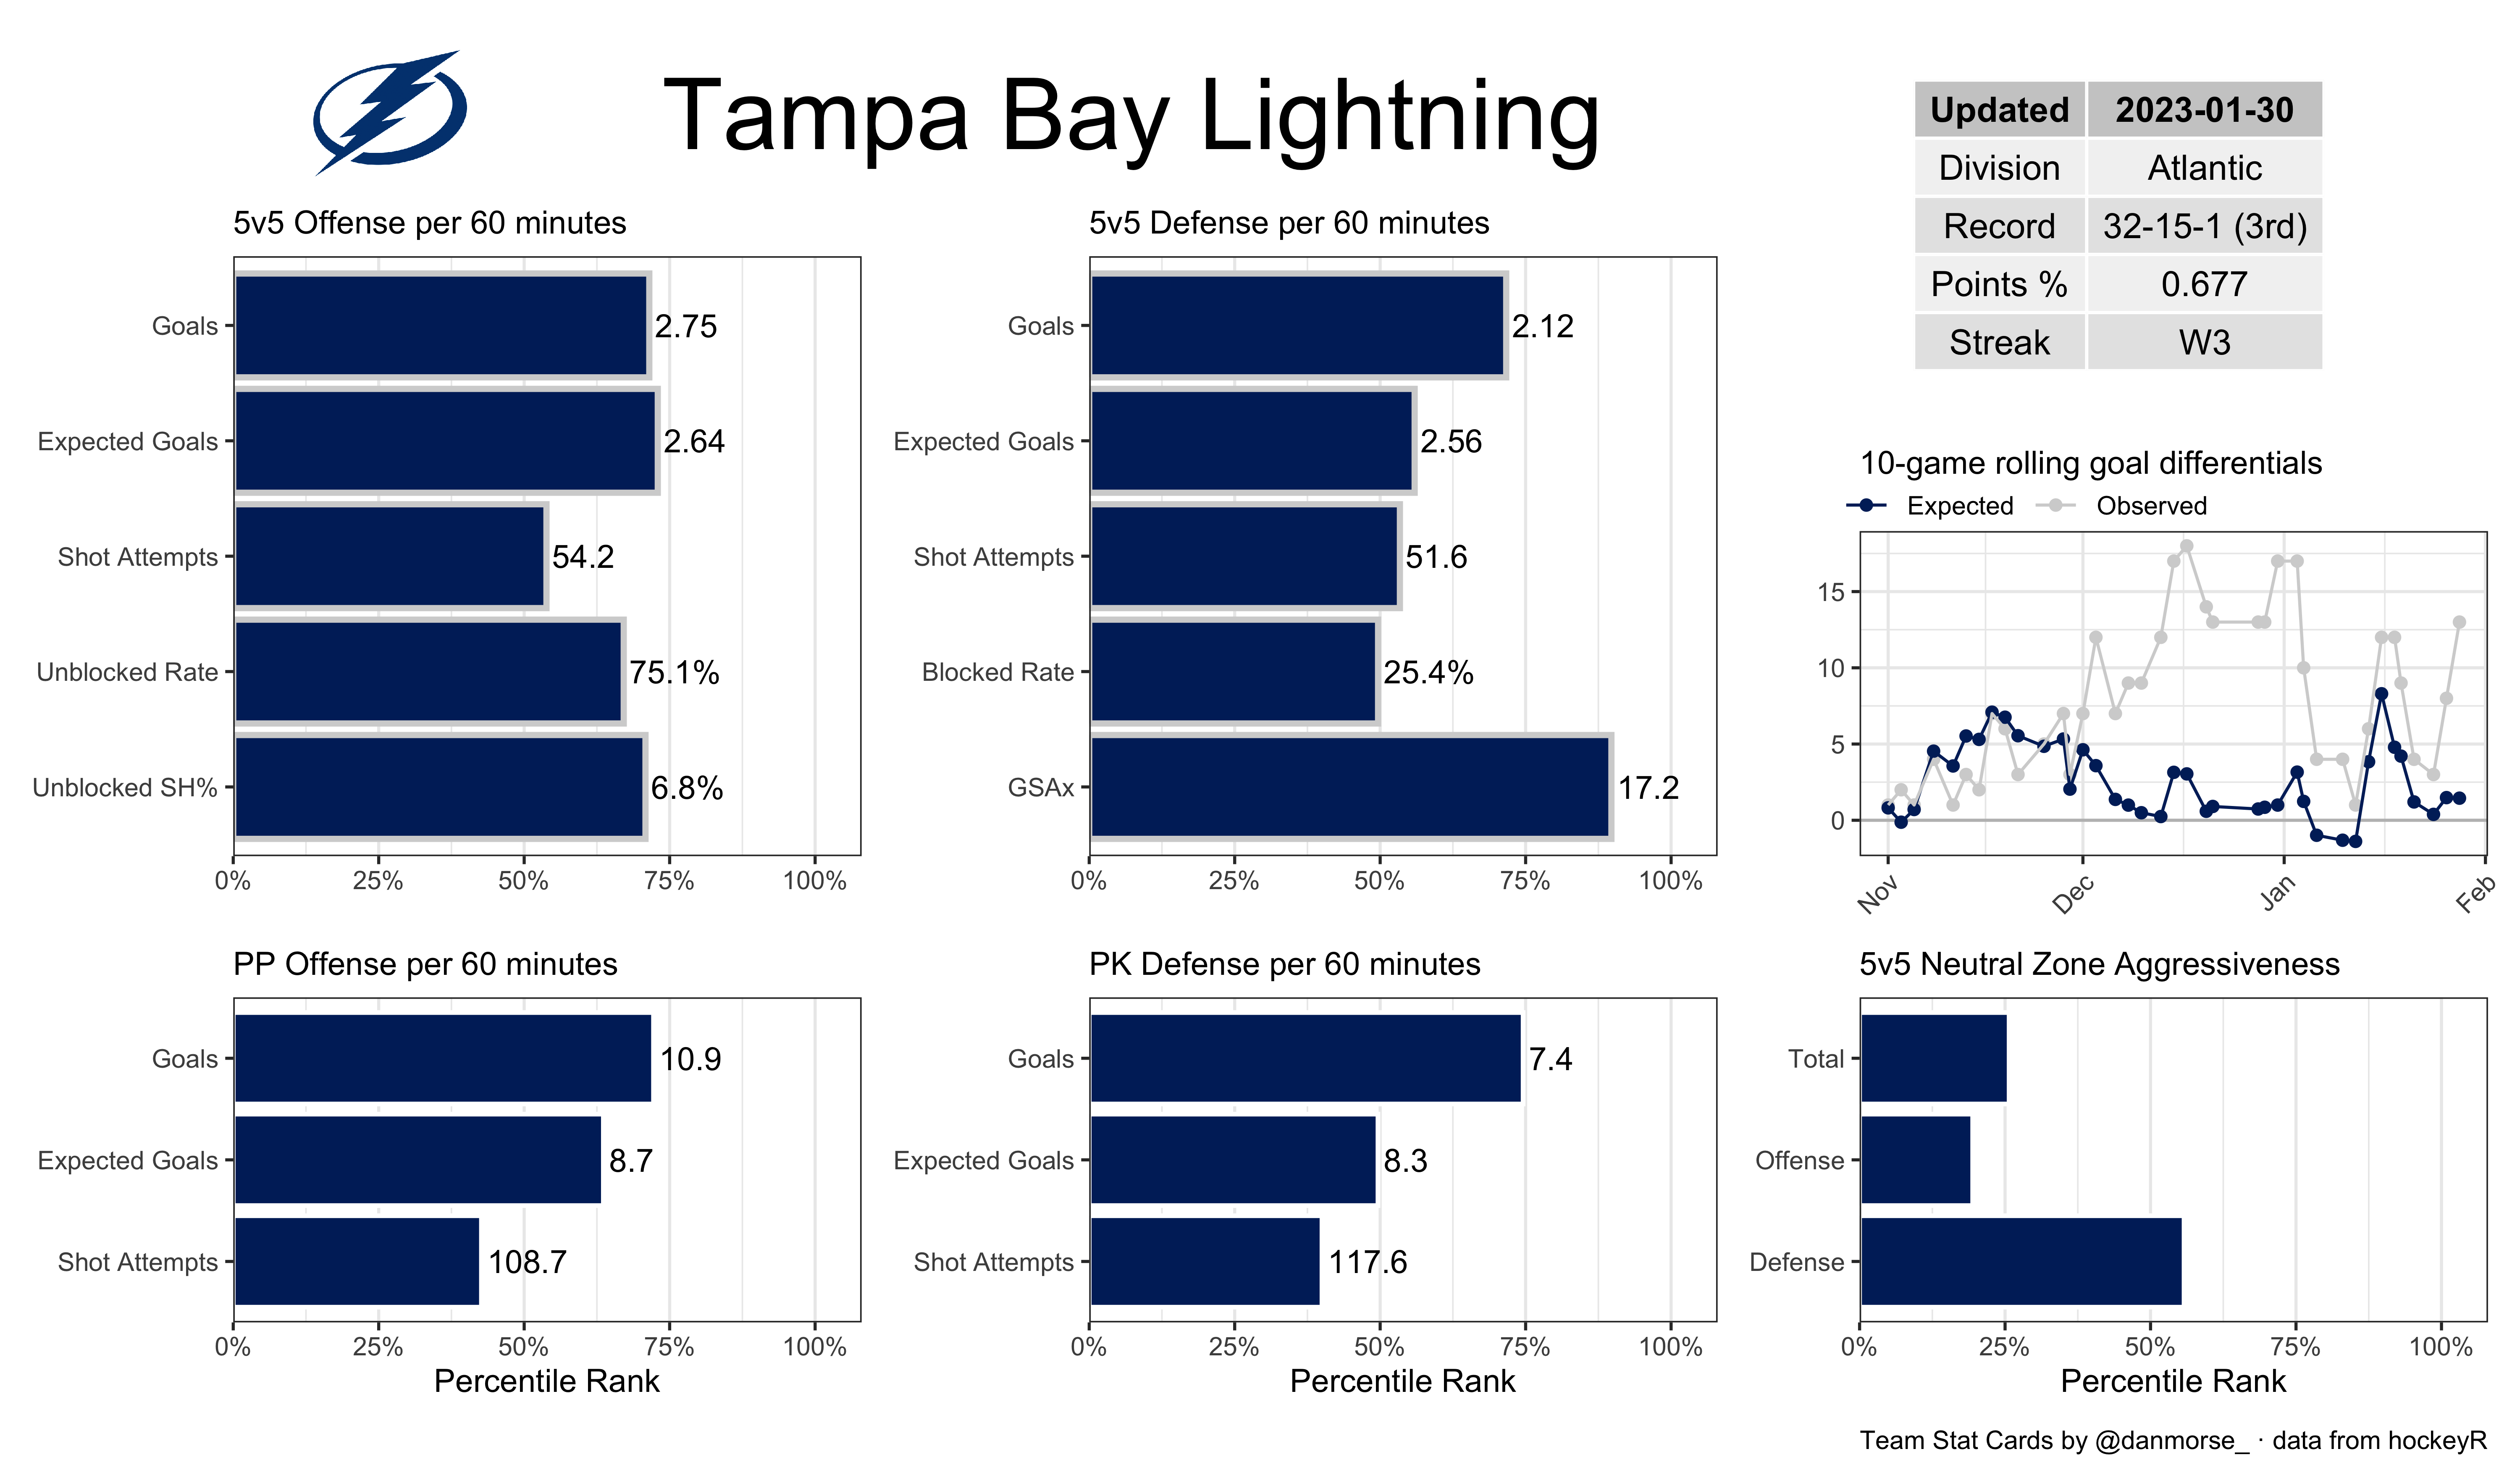 Tampa Bay Lightning
Updated 2023-01-30
Division Atlantic
Record 32-15-1 (3rd)
Points % 0.677
Streak W3
5v5 Offense per 60 minutes
Goals 2.75
Expected Goals 2.64
Shot Attempts 54.2
Unblocked Rate 75.1%
Unblocked SH% 6.8%
0% 25% 50% 75% 100%
5v5 Defense per 60 minutes
Goals 2.12
Expected Goals 2.56
Shot Attempts 51.6
Blocked Rate 25.4%
GSAx 17.2
0% 25% 50% 75% 100%
10-game rolling goal differentials
Expected Observed
15
10
5
0
Nov Dec Jan Feb
PP Offense per 60 minutes
Goals 10.9
Expected Goals 8.7
Shot Attempts 108.7
0% 25% 50% 75% 100%
Percentile Rank
PK Defense per 60 minutes
Goals 7.4
Expected Goals 8.3
Shot Attempts 117.6
0% 25% 50% 75% 100%
Percentile Rank
5v5 Neutral Zone Aggressiveness
Total
Offense
Defense
0% 25% 50% 75% 100%
Percentile Rank
Team Stat Cards by @danmorse_ · data from hockeyR